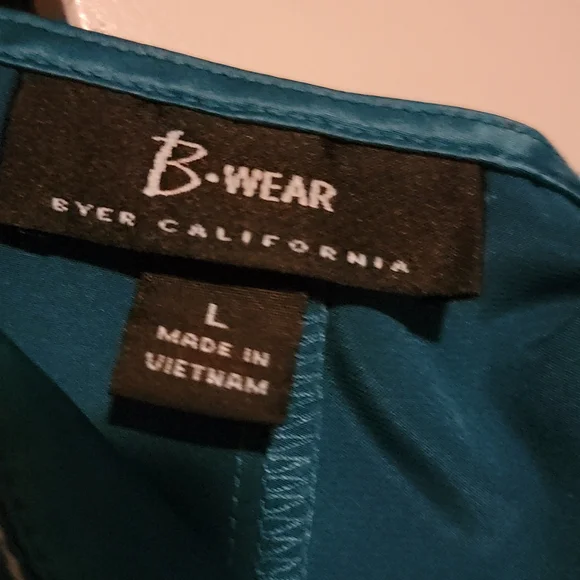 B·WEAR
BYER CALIFORNIA
L
MADE IN
VIETNAM